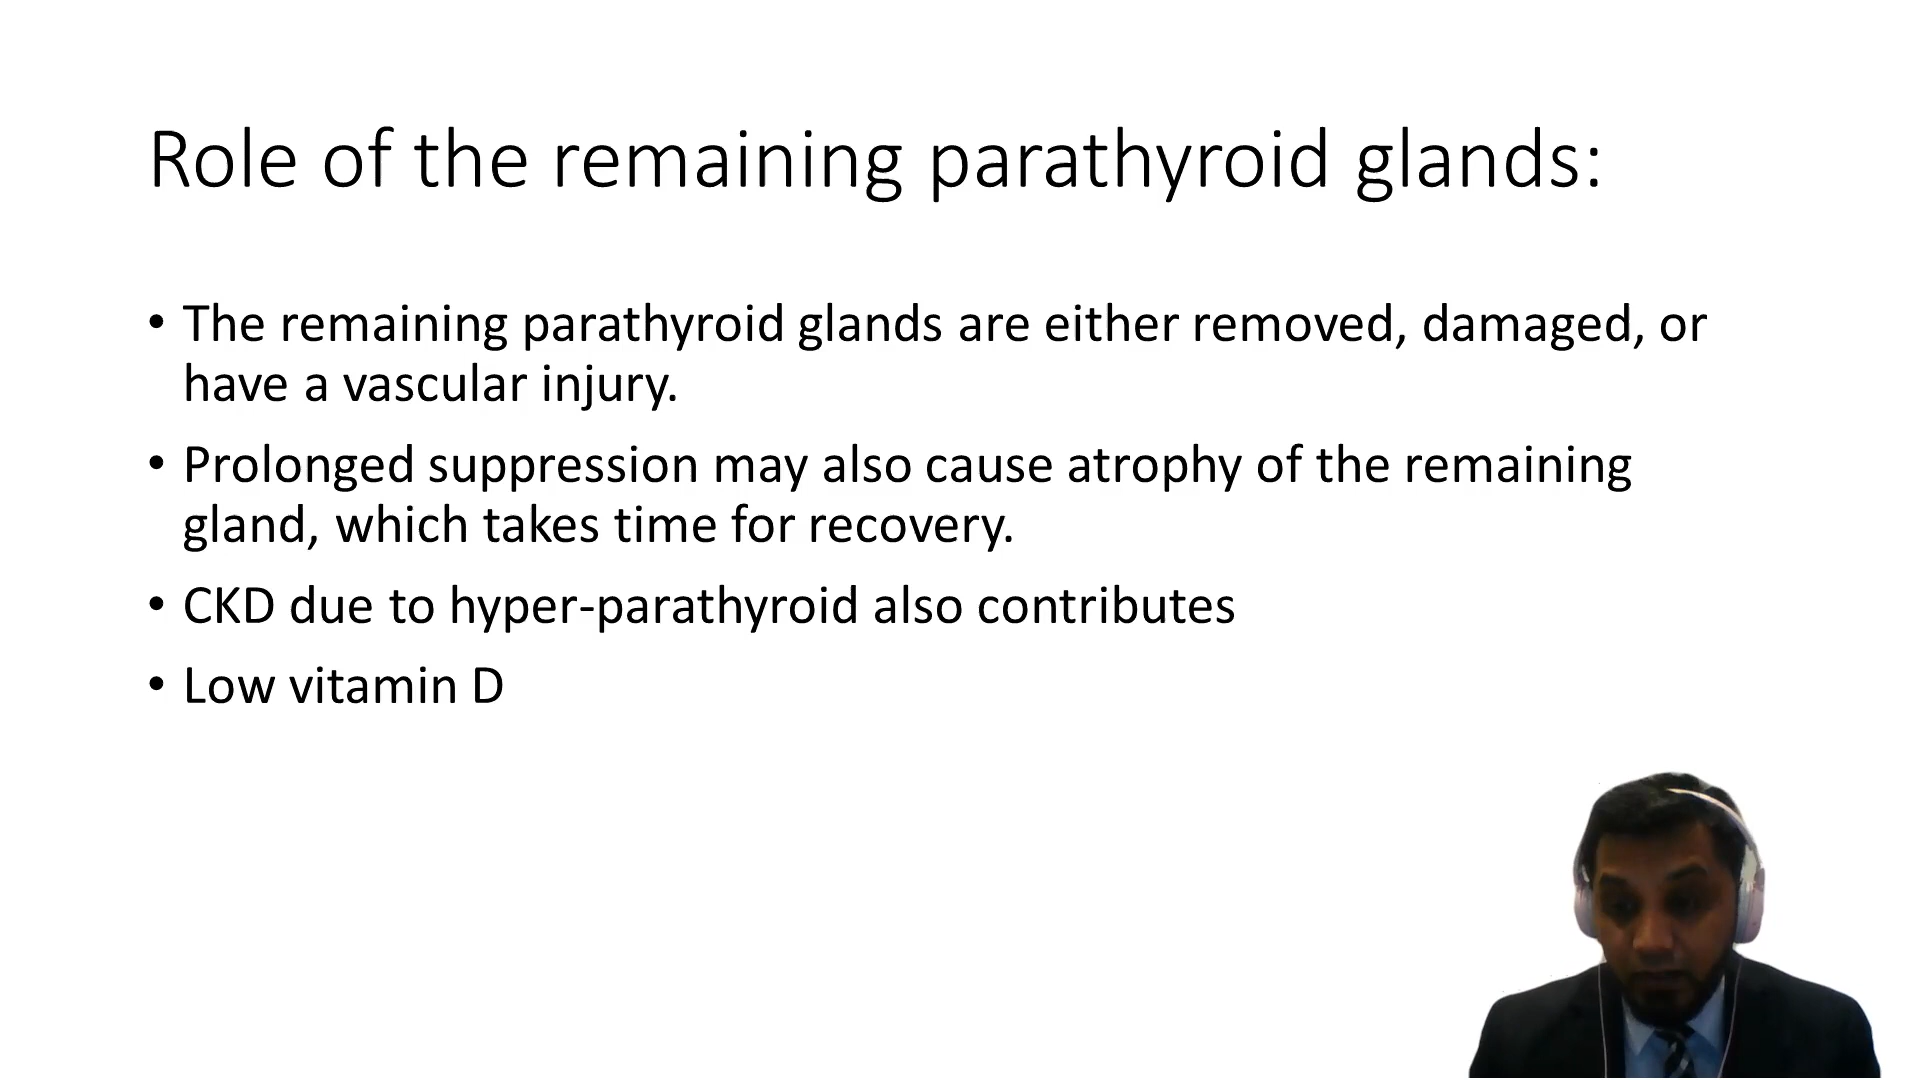 Role of the remaining parathyroid glands:
• The remaining parathyroid glands are either removed, damaged, or
have a vascular injury.
• Prolonged suppression may also cause atrophy of the remaining
gland, which takes time for recovery.
• CKD due to hyper-parathyroid also contributes
• Low vitamin D